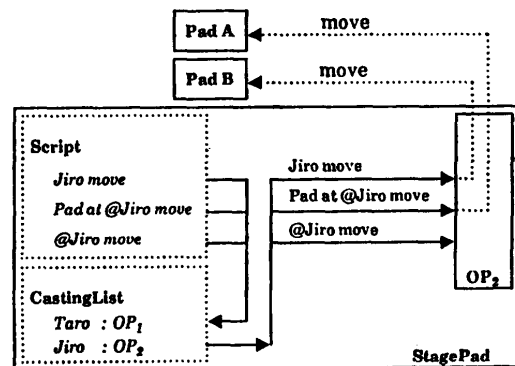 Pad A
move
Pad B
move
Script
Jiro move
Pad at @Jiro move
@Jiro move
Jiro move
Pad at @Jiro move
@Jiro move
OP2
CastingList
Taro : OP1
Jiro : OP2
StagePad